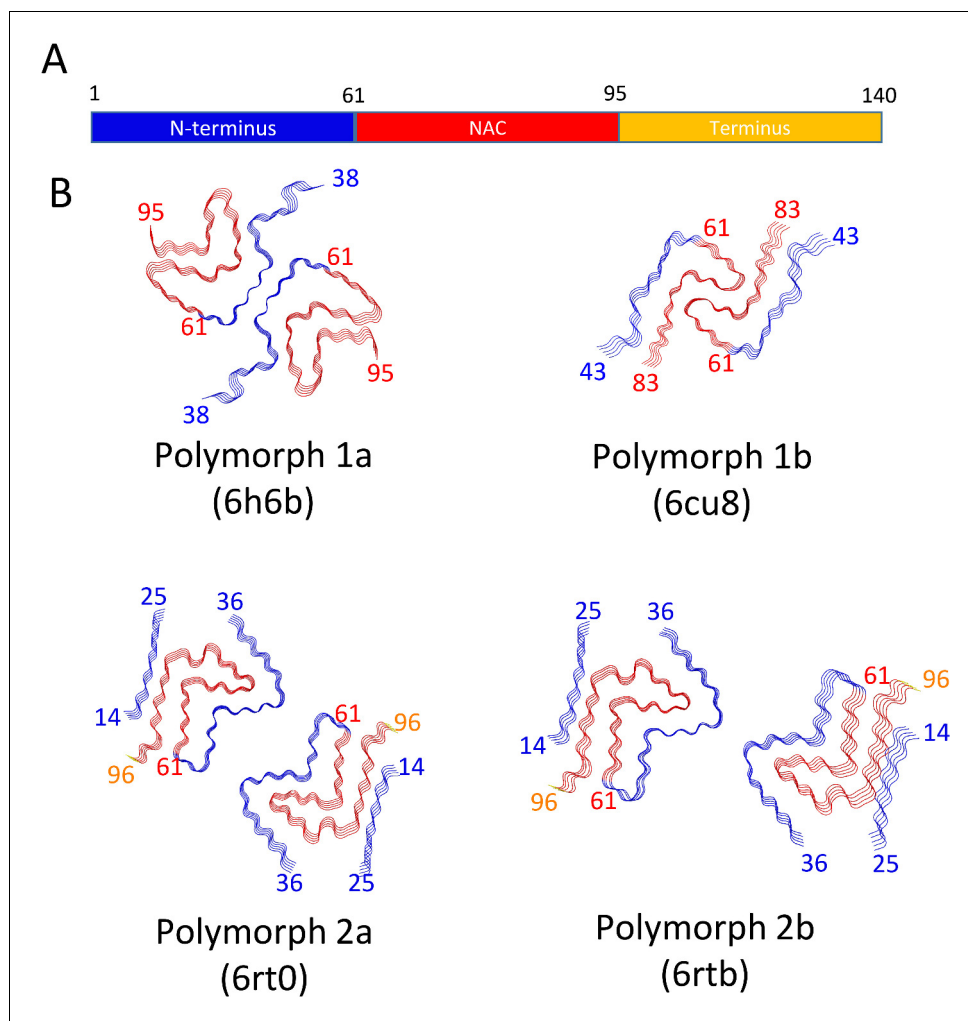 A
1 61 95 140
N-terminus NAC Terminus
B
38
95 61 83 43
61
61
43 83 61
95
38
Polymorph 1a
(6h6b)
Polymorph 1b
(6cu8)
25 36
14
96 61
61 96
14
36 25
25 36
14
96 61
61 96
14
36 25
Polymorph 2a
(6rt0)
Polymorph 2b
(6rtb)